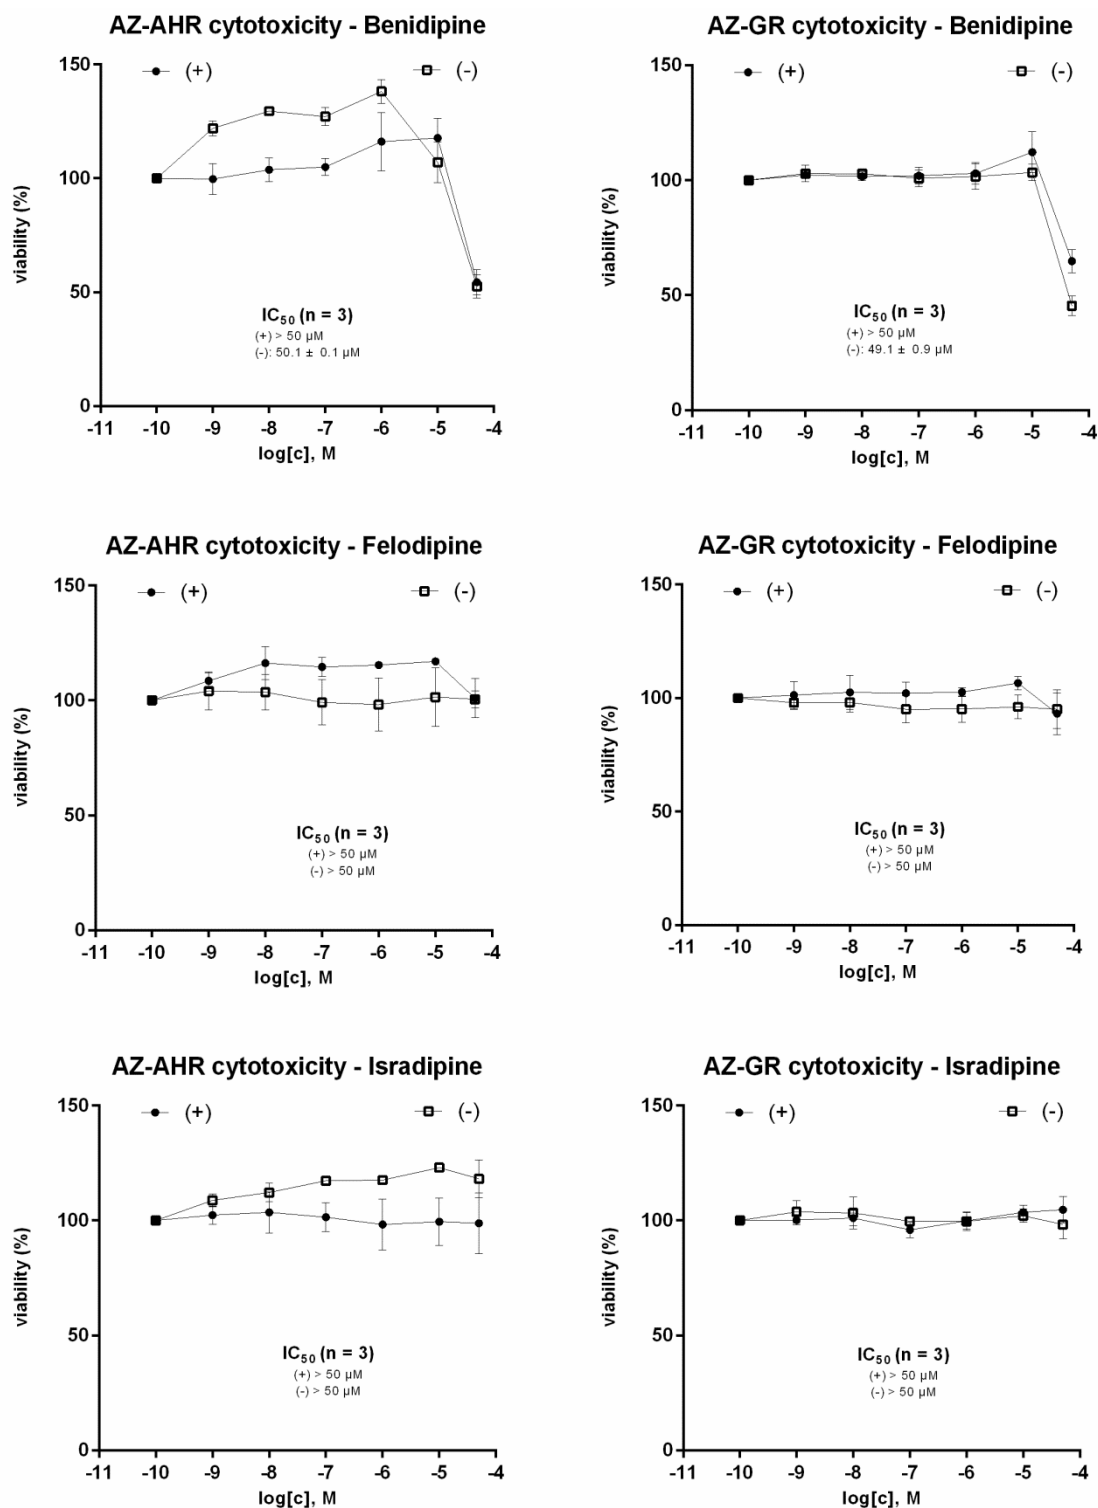 AZ-AHR cytotoxicity - Benidipine
150
(+)
(-)
100
viability (%)
50
IC50 (n = 3)
(+) > 50 µM
(-): 50.1 ± 0.1 µM
0
-11 -10 -9 -8 -7 -6 -5 -4
log[c], M
AZ-GR cytotoxicity - Benidipine
150
(+)
(-)
100
viability (%)
50
IC50 (n = 3)
(+) > 50 µM
(-): 49.1 ± 0.9 µM
0
-11 -10 -9 -8 -7 -6 -5 -4
log[c], M
AZ-AHR cytotoxicity - Felodipine
150
(+)
(-)
100
viability (%)
50
IC50 (n = 3)
(+) > 50 µM
(-) > 50 µM
0
-11 -10 -9 -8 -7 -6 -5 -4
log[c], M
AZ-GR cytotoxicity - Felodipine
150
(+)
(-)
100
viability (%)
50
IC50 (n = 3)
(+) > 50 µM
(-) > 50 µM
0
-11 -10 -9 -8 -7 -6 -5 -4
log[c], M
AZ-AHR cytotoxicity - Isradipine
150
(+)
(-)
100
viability (%)
50
IC50 (n = 3)
(+) > 50 µM
(-) > 50 µM
0
-11 -10 -9 -8 -7 -6 -5 -4
log[c], M
AZ-GR cytotoxicity - Isradipine
150
(+)
(-)
100
viability (%)
50
IC50 (n = 3)
(+) > 50 µM
(-) > 50 µM
0
-11 -10 -9 -8 -7 -6 -5 -4
log[c], M